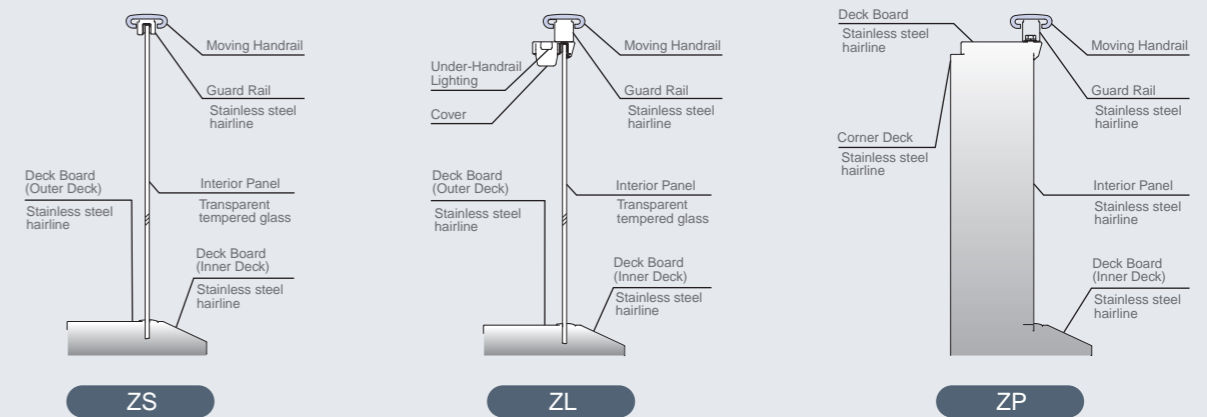 Moving Handrail
Guard Rail
Stainless steel
hairline
Deck Board
(Outer Deck)
Stainless steel
hairline
Interior Panel
Transparent
tempered glass
Deck Board
(Inner Deck)
Stainless steel
hairline
ZS
Moving Handrail
Under-Handrail
Lighting
Guard Rail
Stainless steel
hairline
Cover
Deck Board
(Outer Deck)
Stainless steel
hairline
Interior Panel
Transparent
tempered glass
Deck Board
(Inner Deck)
Stainless steel
hairline
ZL
Deck Board
Stainless steel
hairline
Moving Handrail
Guard Rail
Stainless steel
hairline
Corner Deck
Stainless steel
hairline
Interior Panel
Stainless steel
hairline
Deck Board
(Inner Deck)
Stainless steel
hairline
ZP